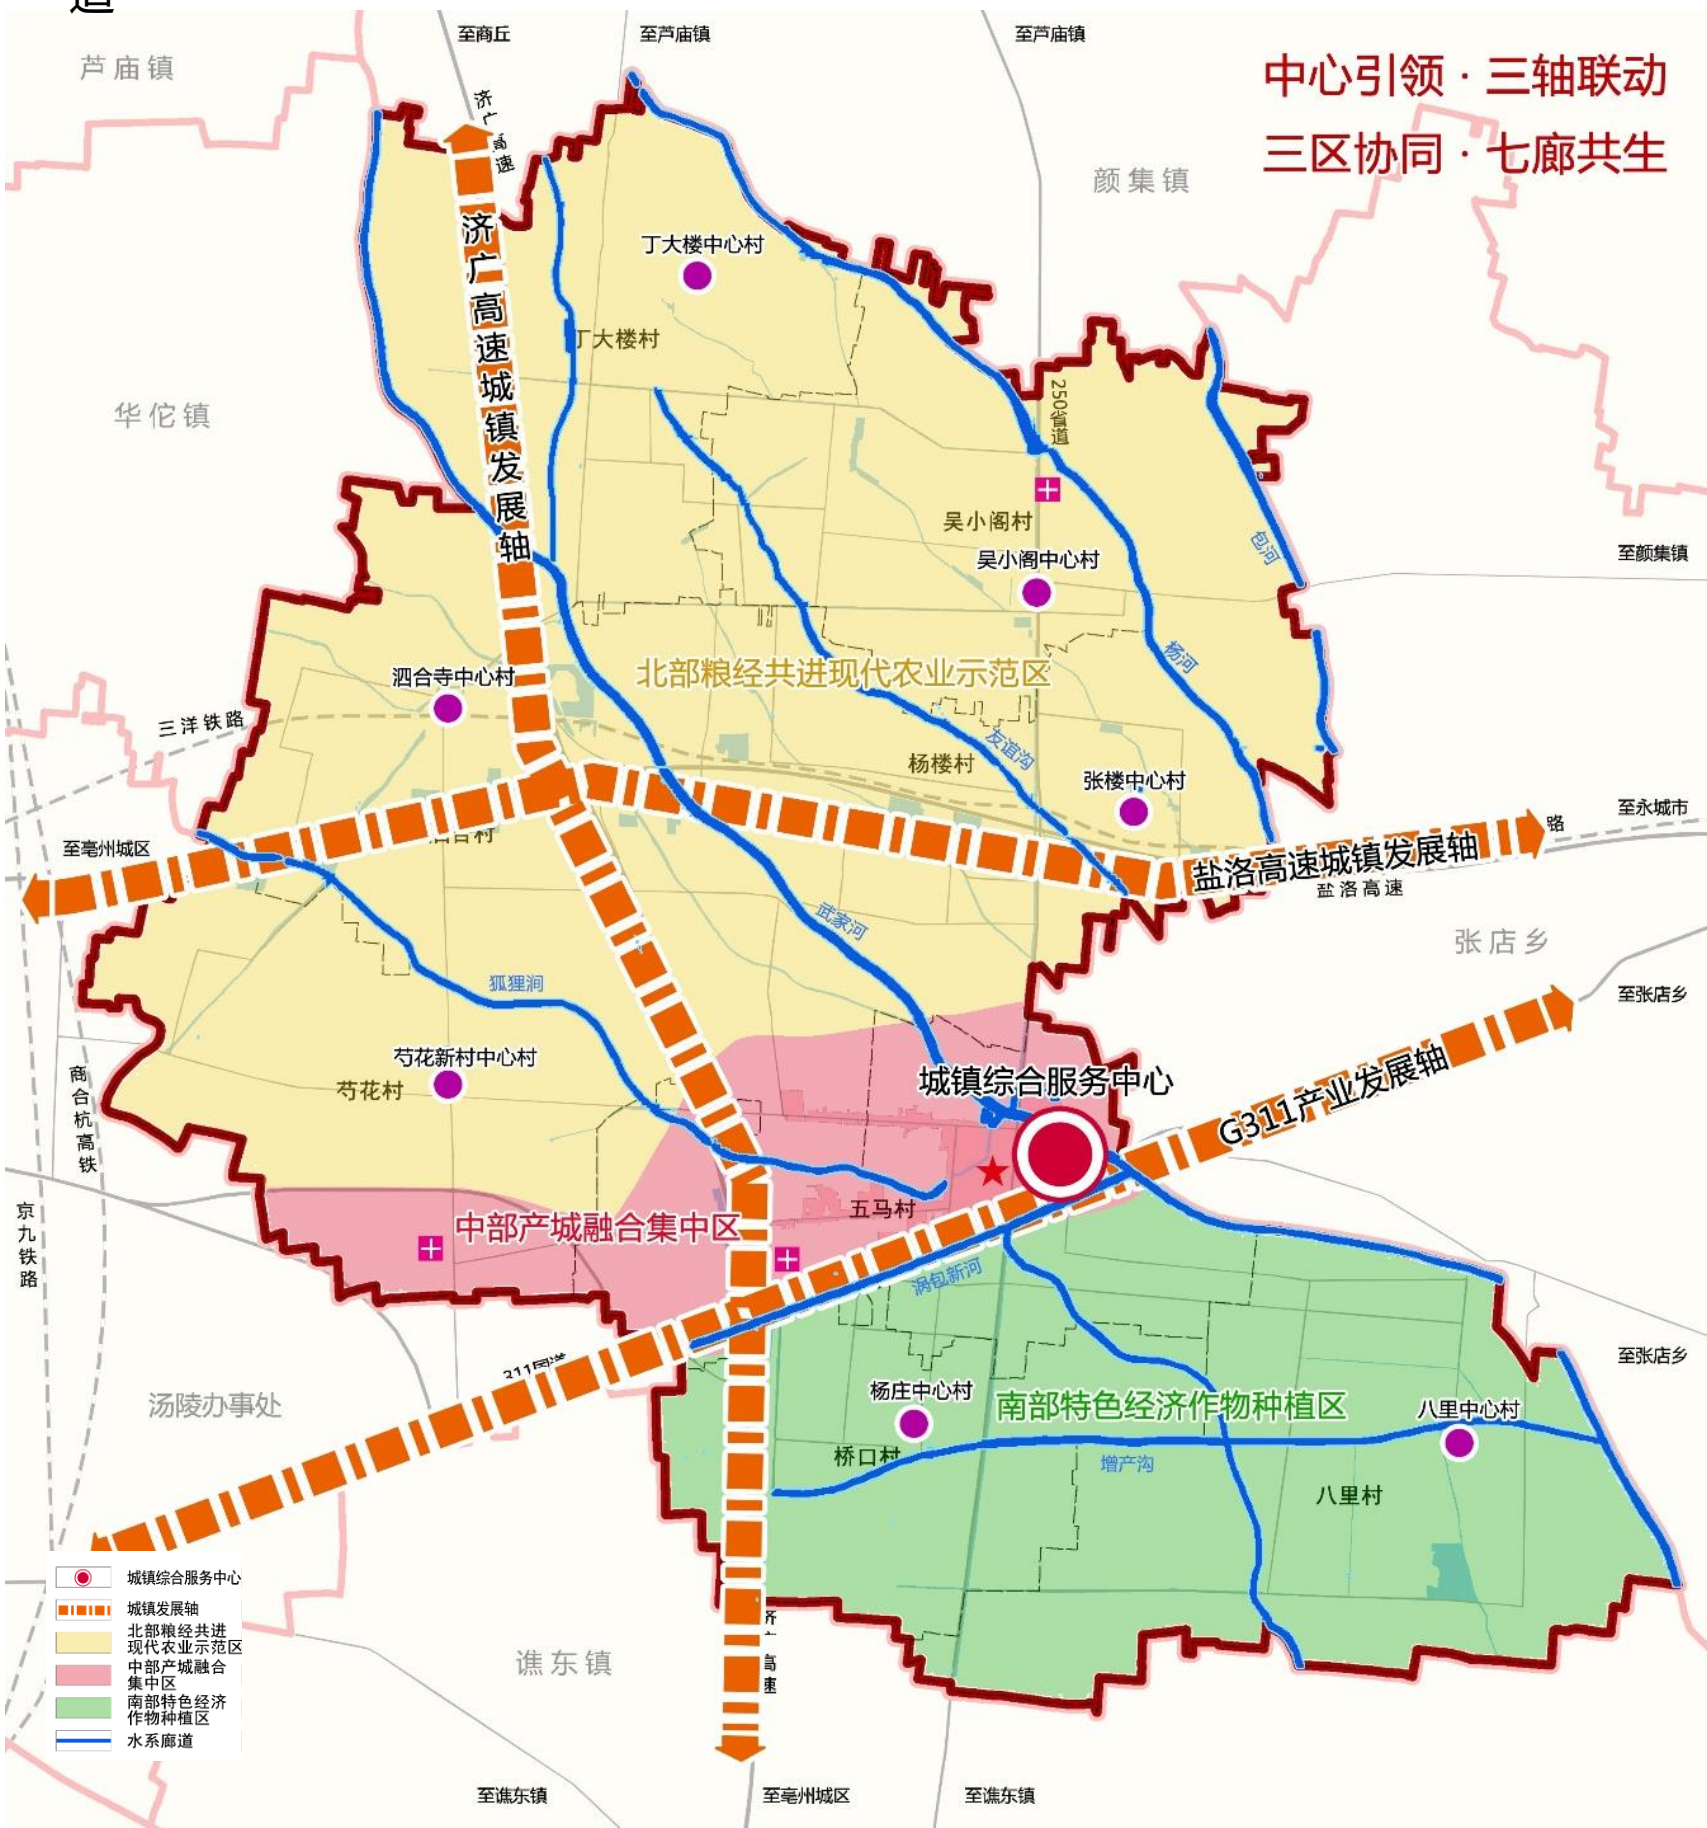 道
至商丘
至芦庙镇
至芦庙镇
芦庙镇
中心引领·三轴联动
三区协同·七廊共生
济广高速
颜集镇
济广高速城镇发展轴
丁大楼中心村
丁大楼村
华佗镇
250省道
吴小阁村
吴小阁中心村
包河
至颜集镇
杨河
泗合寺中心村
北部粮经共进现代农业示范区
三洋铁路
友谊沟
杨楼村
张楼中心村
至永城市
路
至亳州城区
盐洛高速城镇发展轴
盐洛高速
武家河
张店乡
狐狸涧
至张店乡
芍花新村中心村
芍花村
商合杭高铁
城镇综合服务中心
G311产业发展轴
京九铁路
五马村
中部产城融合集中区
涡包新河
311国道
至张店乡
汤陵办事处
杨庄中心村
南部特色经济作物种植区
八里中心村
桥口村
增产沟
八里村
城镇综合服务中心
城镇发展轴
北部粮经共进
现代农业示范区
中部产城融合
集中区
南部特色经济
作物种植区
水系廊道
谯东镇
高速
至谯东镇
至亳州城区
至谯东镇